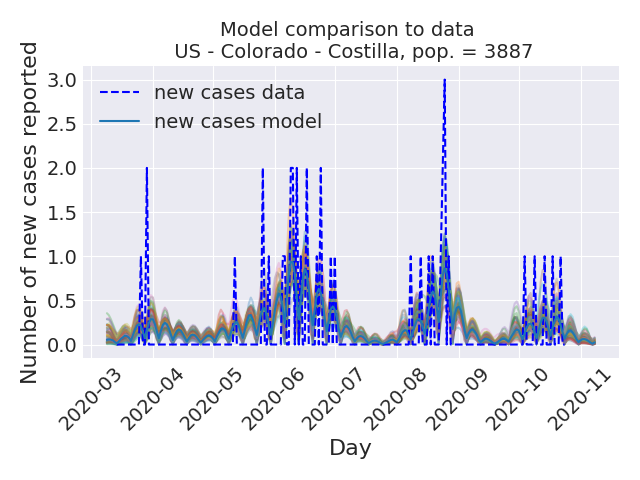 Model comparison to data
US - Colorado - Costilla, pop. = 3887
Number of new cases reported
3.0
2.5
2.0
1.5
1.0
0.5
0.0
new cases data
new cases model
2020-03
2020-04
2020-05
2020-06
2020-07
2020-08
2020-09
2020-10
2020-11
Day